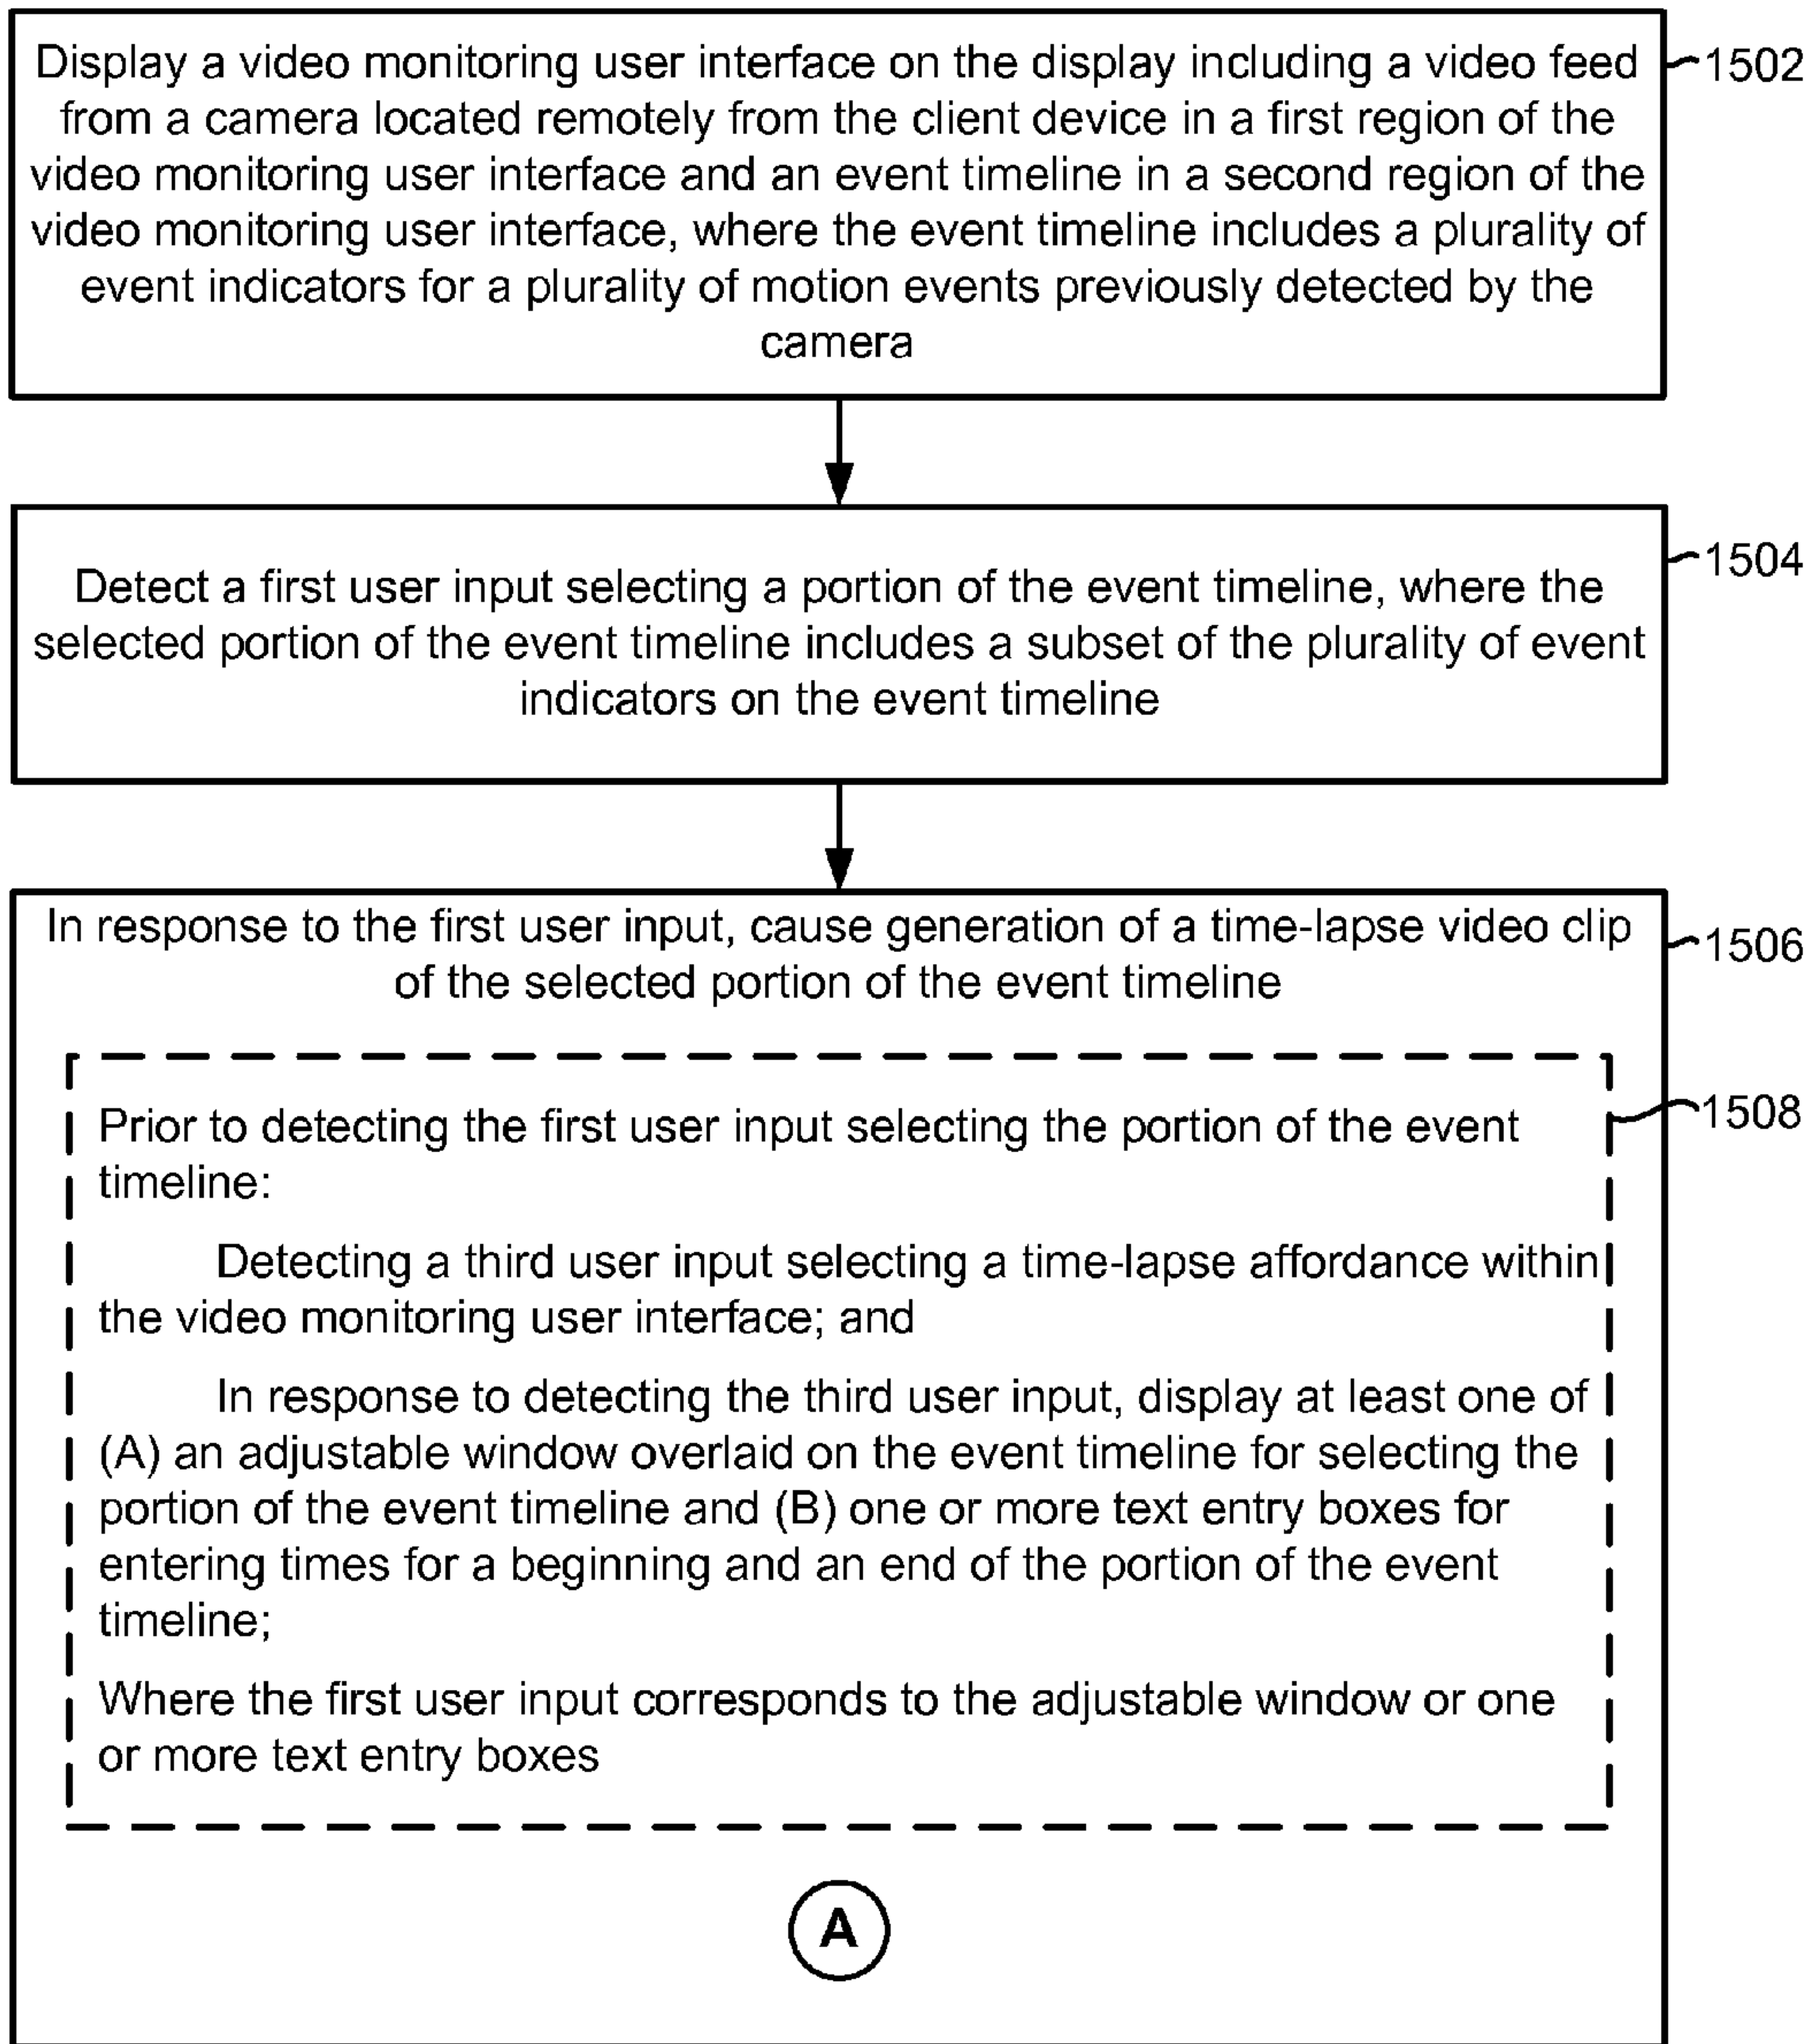 Display a video monitoring user interface on the display including a video feed
from a camera located remotely from the client device in a first region of the
video monitoring user interface and an event timeline in a second region of the
video monitoring user interface, where the event timeline includes a plurality of
event indicators for a plurality of motion events previously detected by the
camera
1502
Detect a first user input selecting a portion of the event timeline, where the
selected portion of the event timeline includes a subset of the plurality of event
indicators on the event timeline
1504
In response to the first user input, cause generation of a time-lapse video clip
of the selected portion of the event timeline
1506
Prior to detecting the first user input selecting the portion of the event
timeline:
1508
Detecting a third user input selecting a time-lapse affordance within
the video monitoring user interface; and
In response to detecting the third user input, display at least one of
(A) an adjustable window overlaid on the event timeline for selecting the
portion of the event timeline and (B) one or more text entry boxes for
entering times for a beginning and an end of the portion of the event
timeline;
Where the first user input corresponds to the adjustable window or one
or more text entry boxes
A